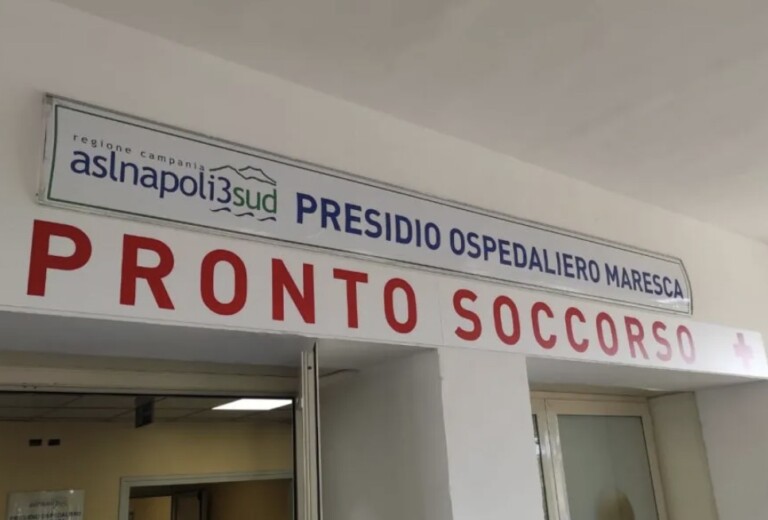 regione campania
aslnapoli3sud
PRESIDIO OSPEDALIERO MARESCA
PRONTO SOCCORSO